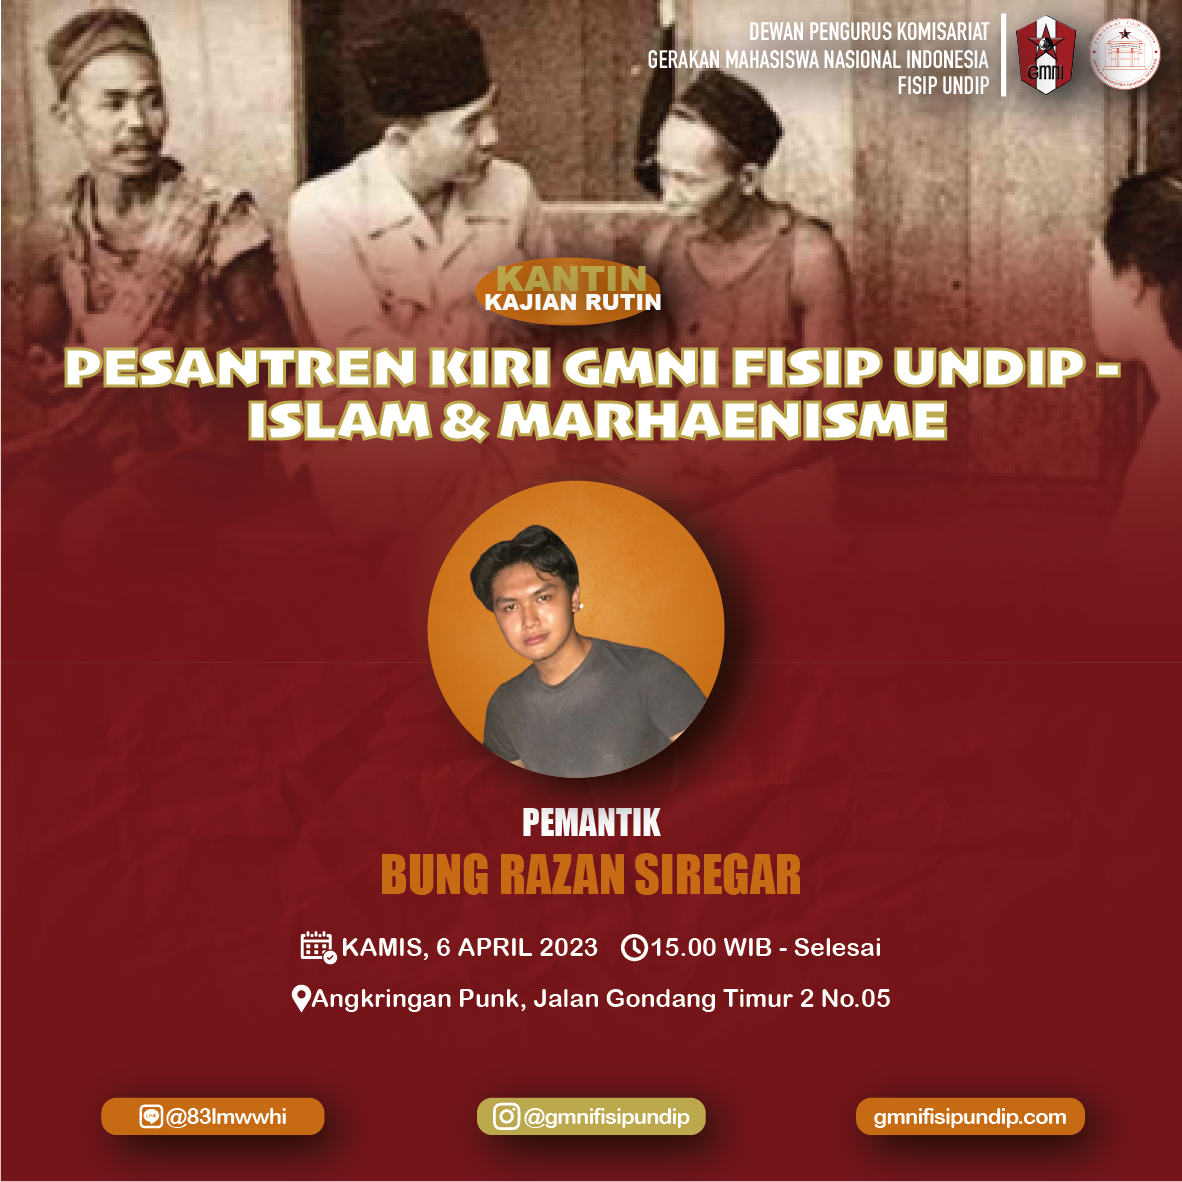 DEWAN PENGURUS KOMISARIAT
GERAKAN MAHASISWA NASIONAL INDONESIA
FISIP UNDIP
GMNI
KANTIN
KAJIAN RUTIN
PESANTREN KIRI GMNI FISIP UNDIP -
ISLAM & MARHAENISME
PEMANTIK
BUNG RAZAN SIREGAR
KAMIS, 6 APRIL 2023
15.00 WIB - Selesai
Angkringan Punk, Jalan Gondang Timur 2 No.05
LINE
@83lmwwhi
@gmnifisipundip
gmnifisipundip.com